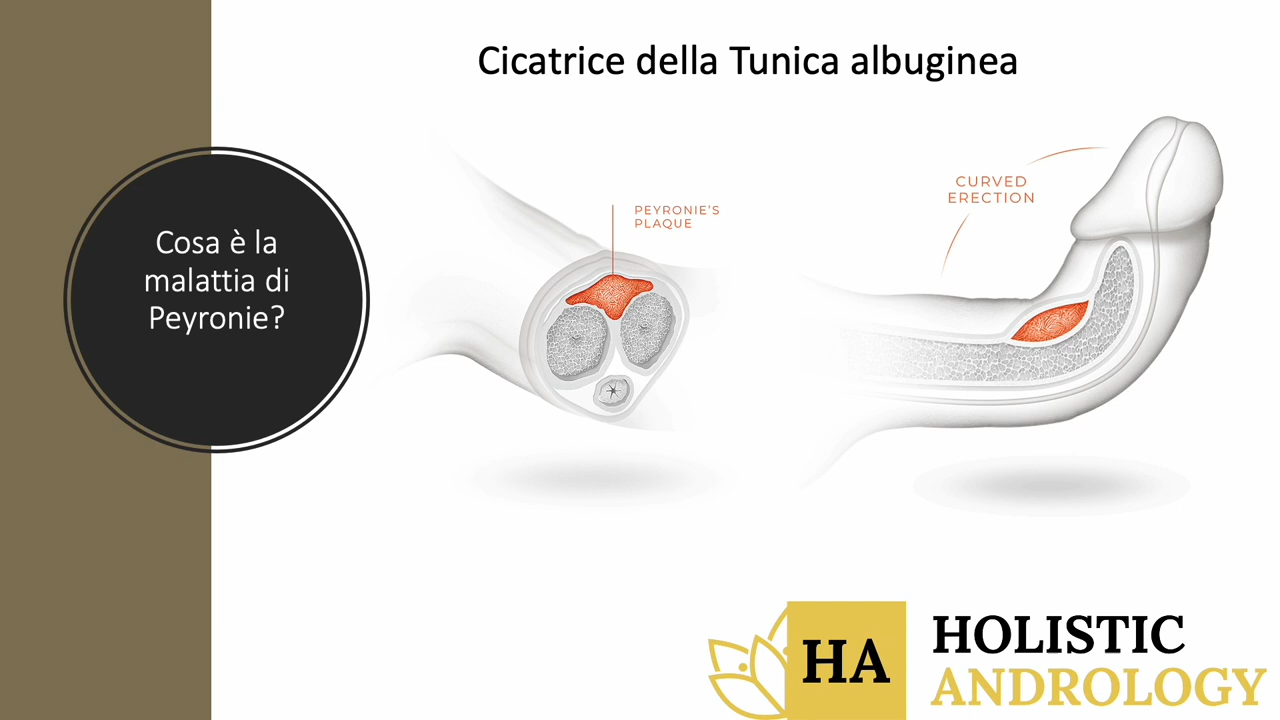 Cicatrice della Tunica albuginea
Cosa è la
malattia di
Peyronie?
PEYRONIE'S
PLAQUE
CURVED
ERECTION
HA
HOLISTIC
ANDROLOGY